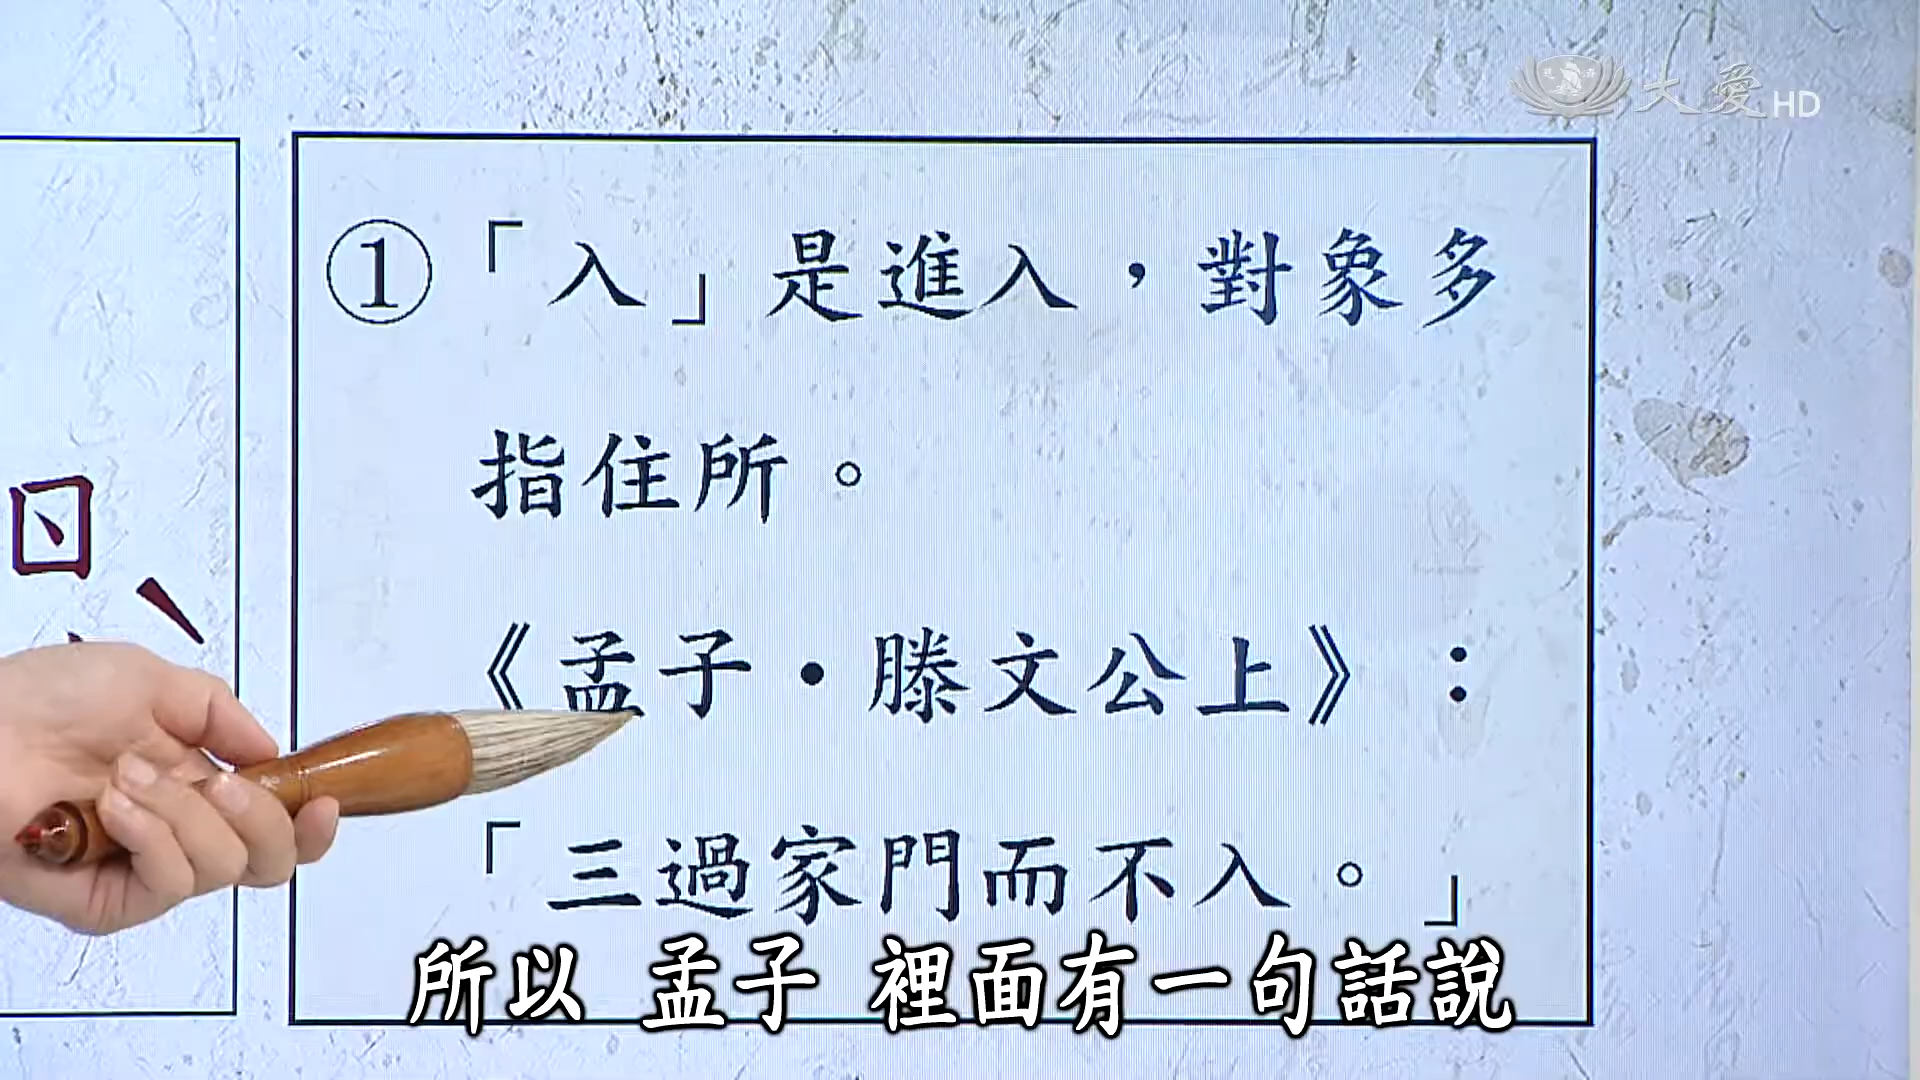 大愛HD
①「入」是進入，對象多
指住所。
《孟子・滕文公上》：
「三過家門而不入。」
所以 孟子 裡面有一句話說